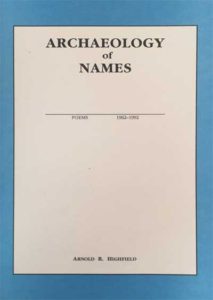 ARCHAEOLOGY
of
NAMES
POEMS 1962–1992
ARNOLD R. HIGHFIELD